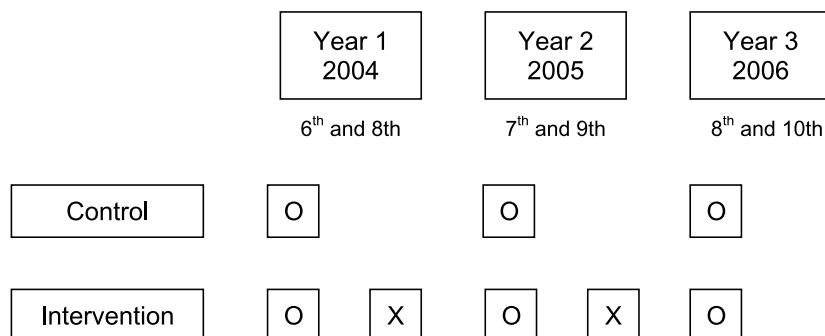 Year 1 Year 2 Year 3
2004 2005 2006
6th and 8th 7th and 9th 8th and 10th
Control O O O
Intervention O X O X O